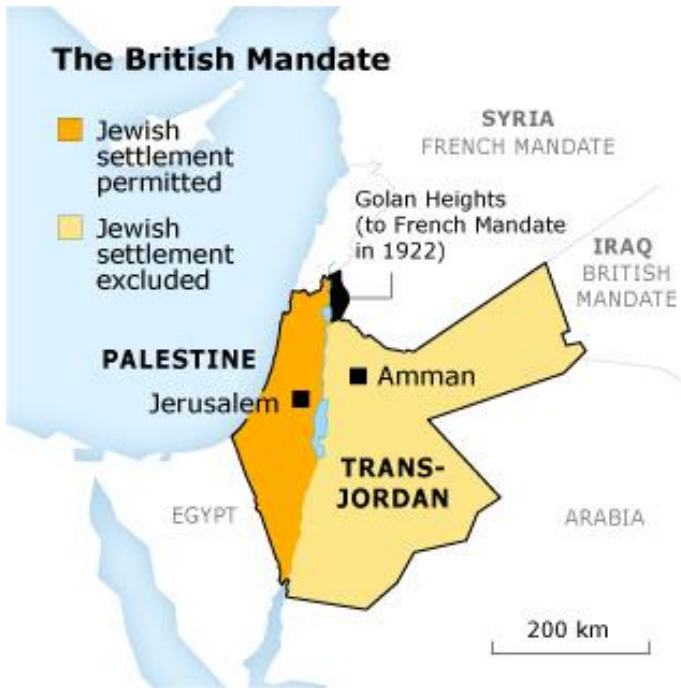 The British Mandate
Jewish
settlement
permitted
Jewish
settlement
excluded
SYRIA
FRENCH MANDATE
Golan Heights
(to French Mandate
in 1922)
IRAQ
BRITISH
MANDATE
PALESTINE
Jerusalem
Amman
TRANS-
JORDAN
EGYPT
ARABIA
200 km